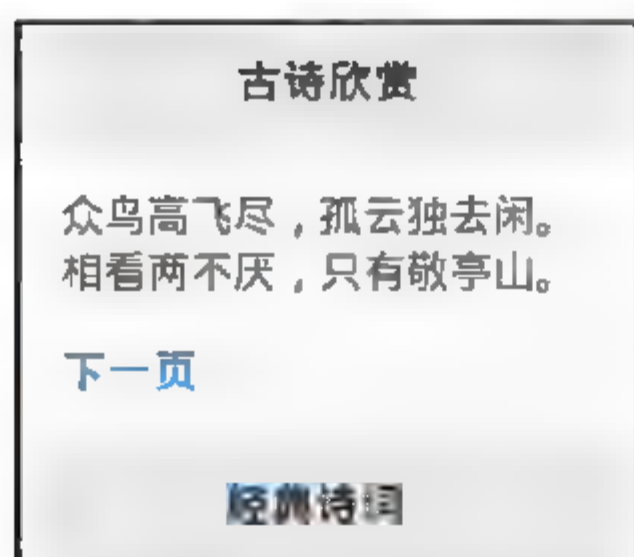 古诗欣赏
众鸟高飞尽，孤云独去闲。
相看两不厌，只有敬亭山。
下一页
经典诗词